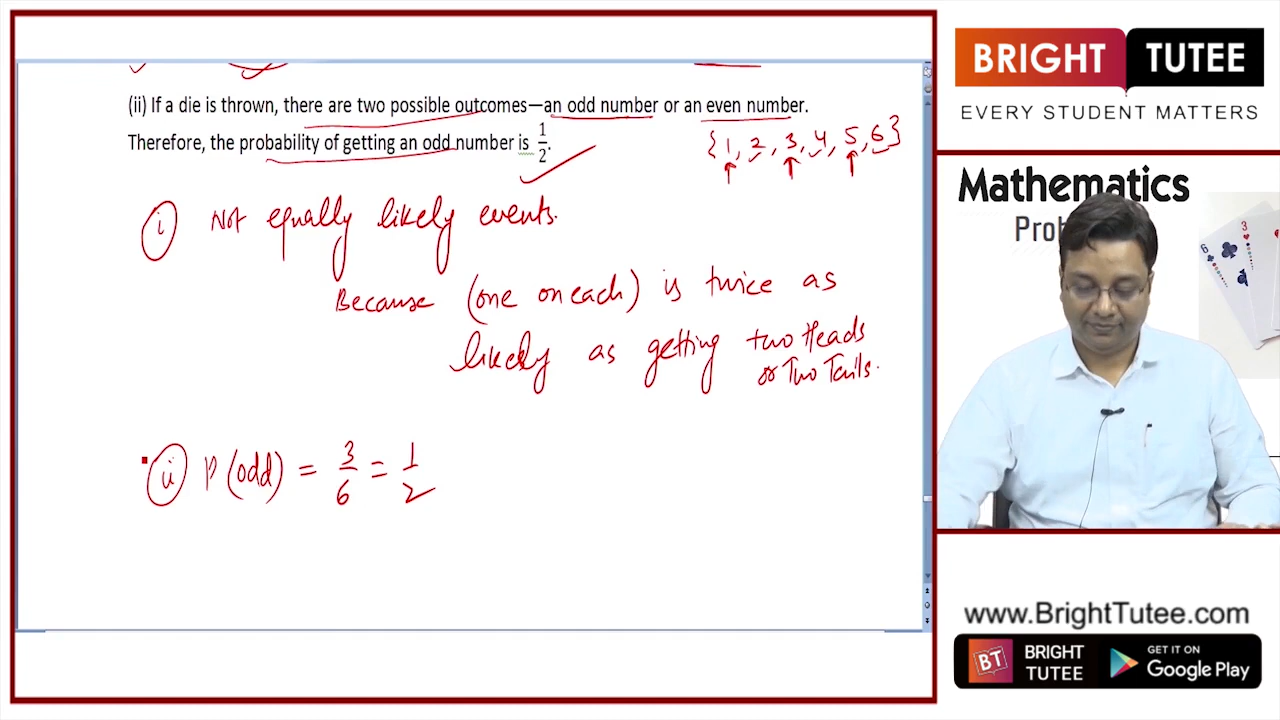 (ii) If a die is thrown, there are two possible outcomes—an odd number or an even number.
Therefore, the probability of getting an odd number is 1/2.
{1, 2, 3, 4, 5, 6}
i Not equally likely events.
Because (one on each) is twice as
likely as getting two Heads
or Two Tails.
ii P(odd) = 3/6 = 1/2
BRIGHT TUTEE
EVERY STUDENT MATTERS
Mathematics
Prob
6
3
www.BrightTutee.com
BT BRIGHT TUTEE
GET IT ON
Google Play